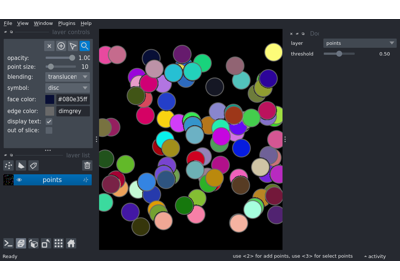 File View Window Plugins Help
layer controls
opacity: 1.00
point size: 10
blending: translucen
symbol: disc
face color: #080e35ff
edge color: dimgrey
display text:
out of slice:
layer list
points
layer points
threshold 0.50
Ready use <2> for add points, use <3> for select points activity